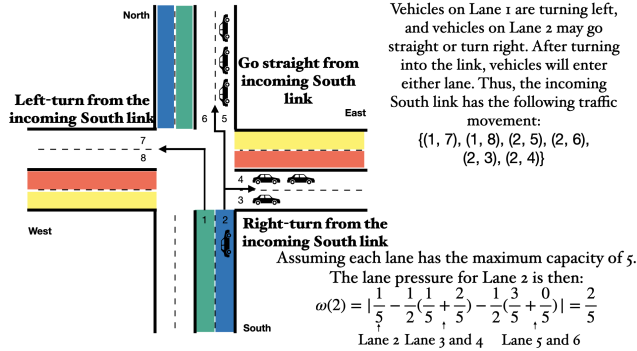 North
Vehicles on Lane 1 are turning left,
and vehicles on Lane 2 may go
straight or turn right. After turning
into the link, vehicles will enter
either lane. Thus, the incoming
South link has the following traffic
movement:
{(1, 7), (1, 8), (2, 5), (2, 6),
(2, 3), (2, 4)}
Go straight from
incoming South
link
Left-turn from the
incoming South link
6 5
East
7
8
4
3
West
1 2
Right-turn from the
incoming South link
South
Assuming each lane has the maximum capacity of 5.
The lane pressure for Lane 2 is then:
ω(2) = |1/5 − 1/2(1/5 + 2/5) − 1/2(3/5 + 0/5)| = 2/5
Lane 2 Lane 3 and 4 Lane 5 and 6